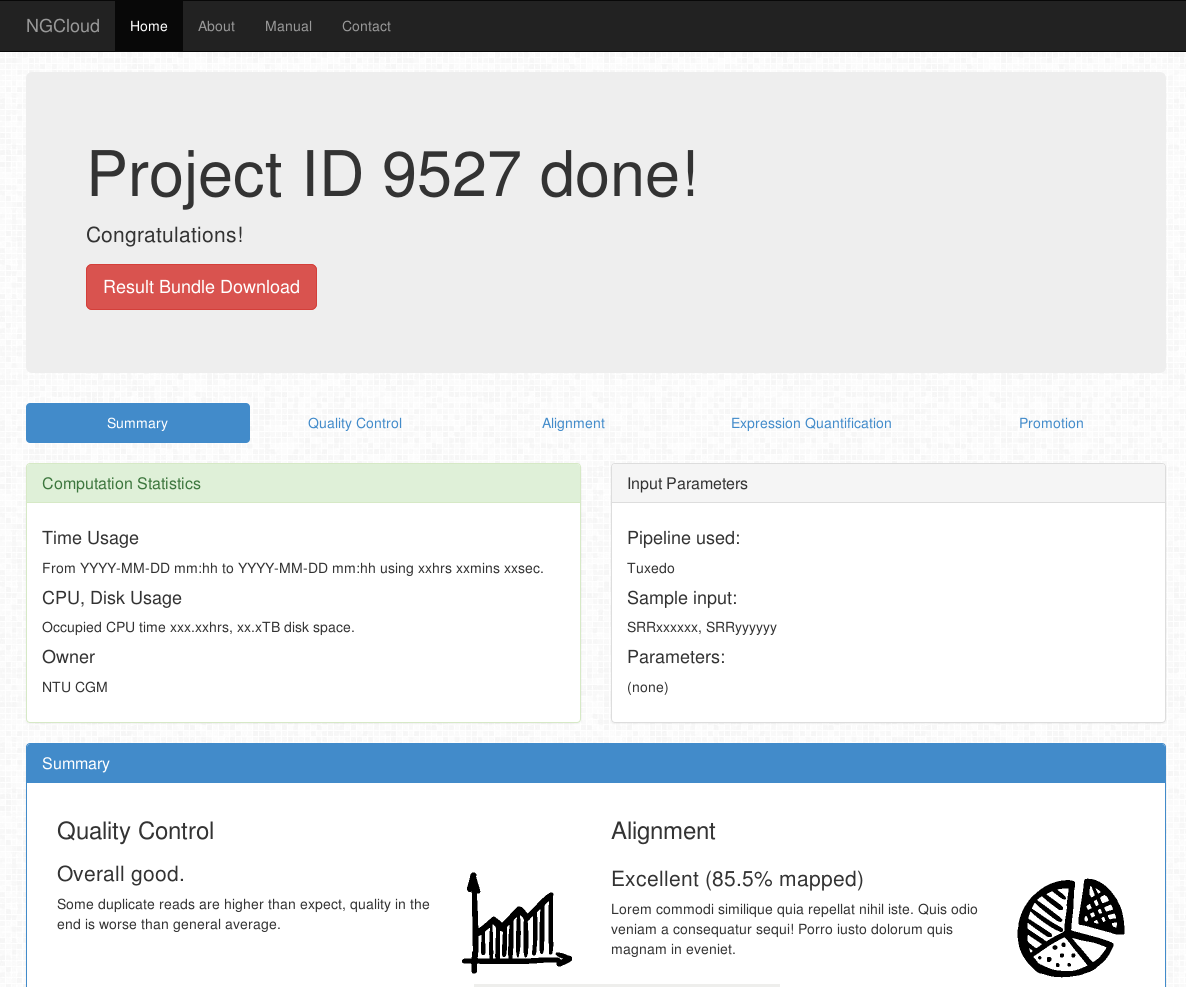 NGCloud Home About Manual Contact
Project ID 9527 done!
Congratulations!
Result Bundle Download
Summary Quality Control Alignment Expression Quantification Promotion
Computation Statistics
Time Usage
From YYYY-MM-DD mm:hh to YYYY-MM-DD mm:hh using xxhrs xxmins xxsec.
CPU, Disk Usage
Occupied CPU time xxx.xxhrs, xx.xTB disk space.
Owner
NTU CGM
Input Parameters
Pipeline used:
Tuxedo
Sample input:
SRRxxxxxx, SRRyyyyyy
Parameters:
(none)
Summary
Quality Control
Overall good.
Some duplicate reads are higher than expect, quality in the
end is worse than general average.
Alignment
Excellent (85.5% mapped)
Lorem commodi similique quia repellat nihil iste. Quis odio
veniam a consequatur sequi! Porro iusto dolorum quis
magnam in eveniet.